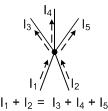 I₄
I₃ I₅
I₁ I₂
I₁ + I₂ = I₃ + I₄ + I₅